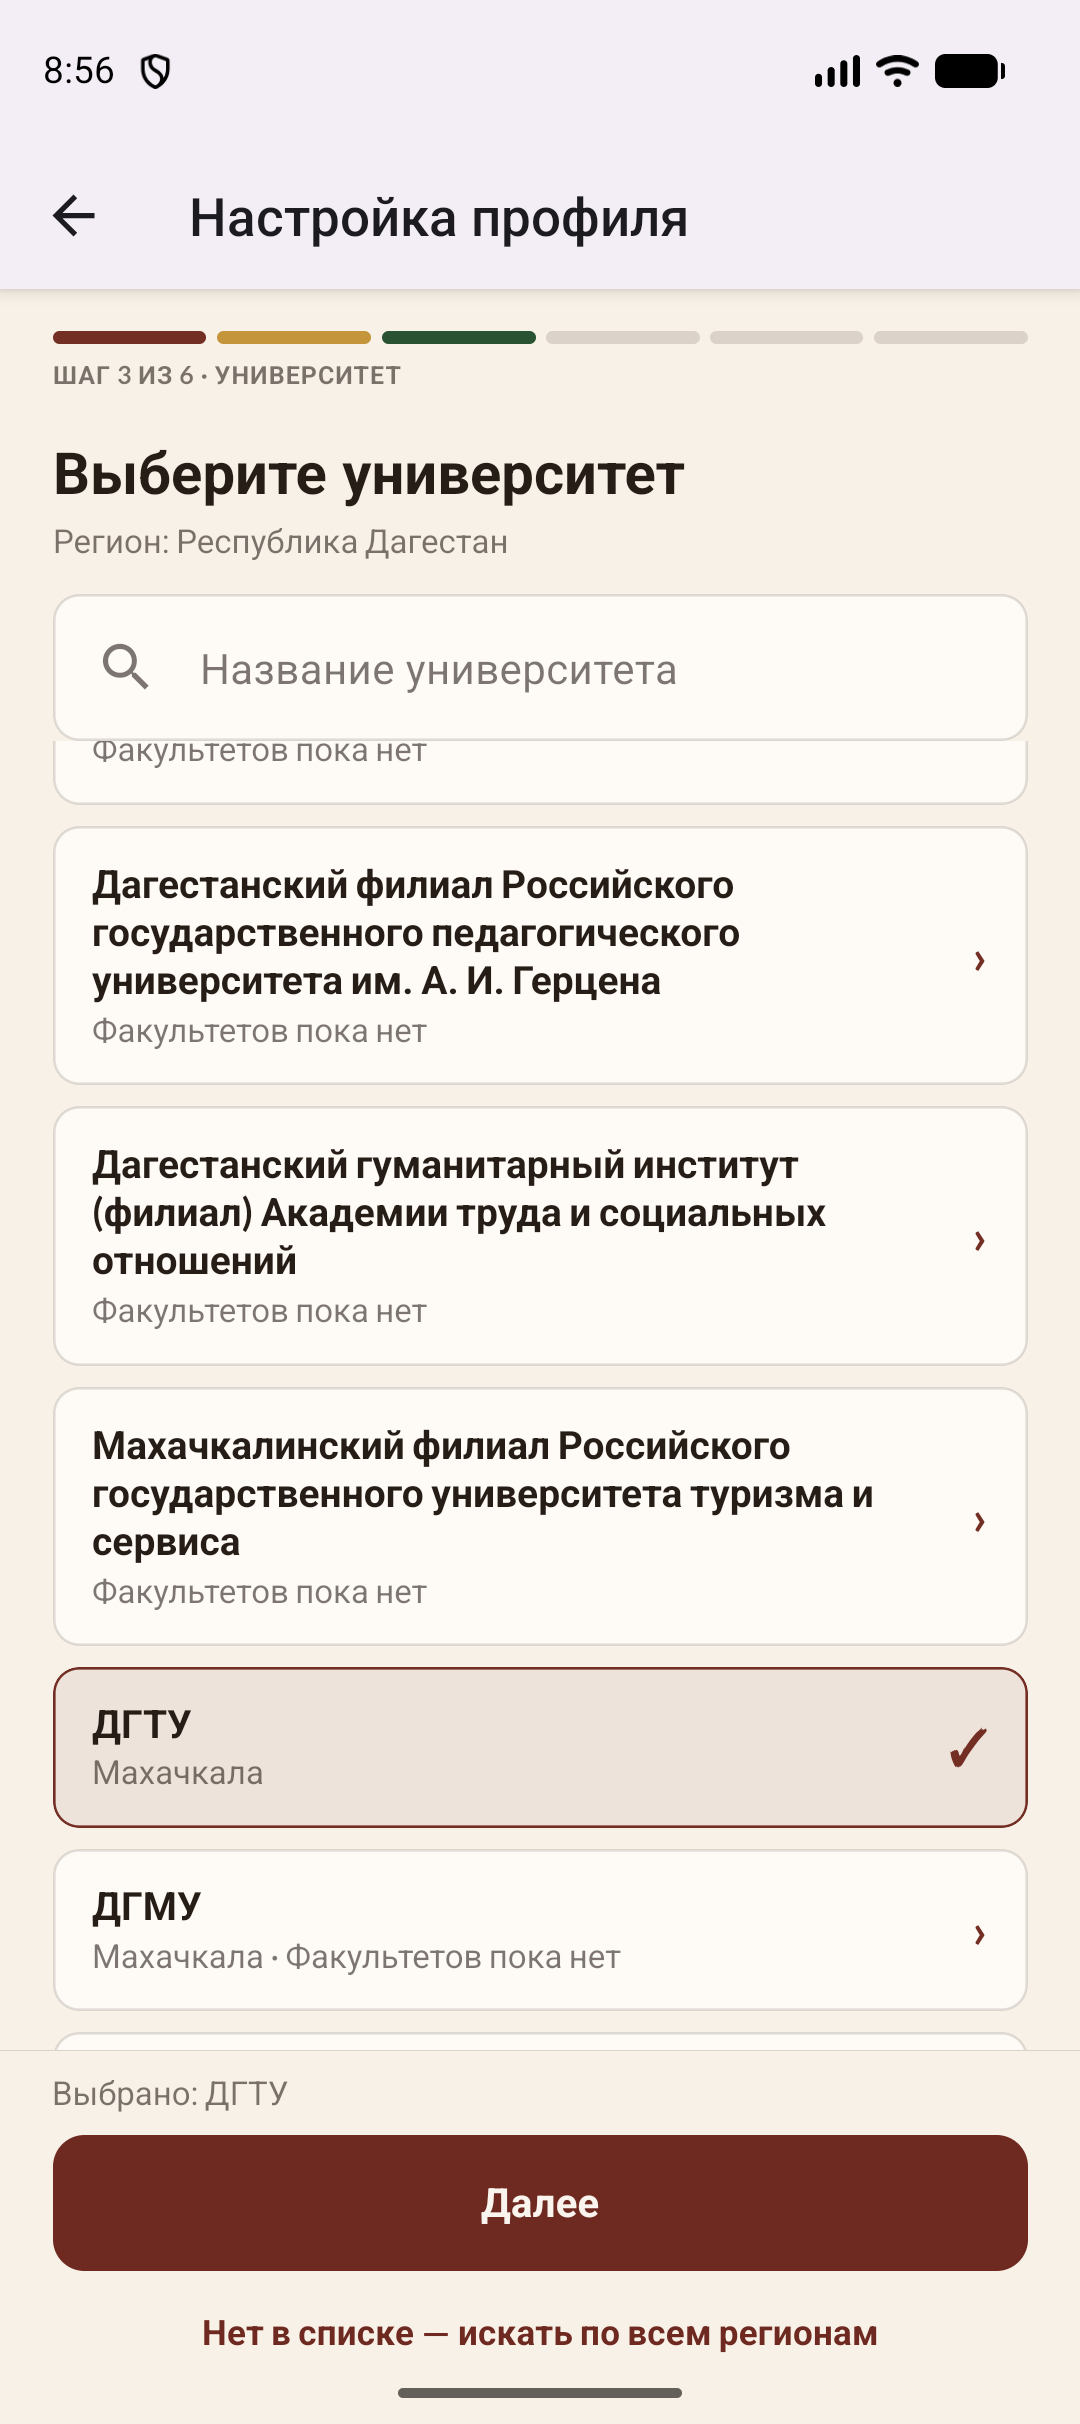 8:56
Настройка профиля
ШАГ 3 ИЗ 6 · УНИВЕРСИТЕТ
Выберите университет
Регион: Республика Дагестан
Название университета
Факультетов пока нет
Дагестанский филиал Российского
государственного педагогического
университета им. А. И. Герцена
Факультетов пока нет
Дагестанский гуманитарный институт
(филиал) Академии труда и социальных
отношений
Факультетов пока нет
Махачкалинский филиал Российского
государственного университета туризма и
сервиса
Факультетов пока нет
ДГТУ
Махачкала
ДГМУ
Махачкала · Факультетов пока нет
Выбрано: ДГТУ
Далее
Нет в списке — искать по всем регионам